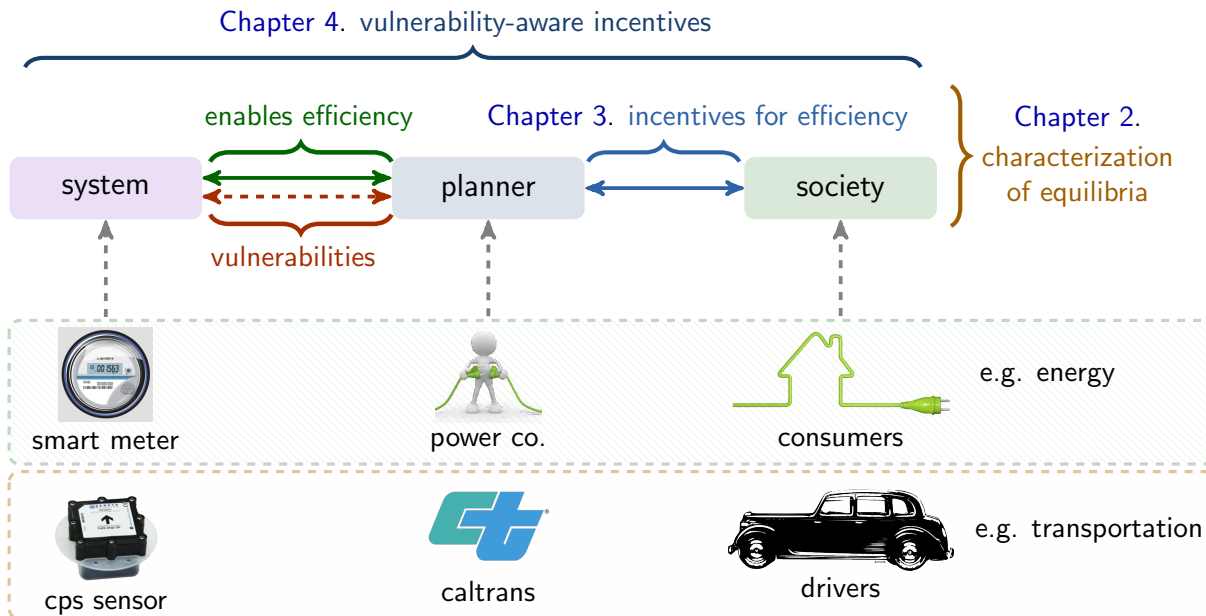 Chapter 4. vulnerability-aware incentives
enables efficiency
Chapter 3. incentives for efficiency
Chapter 2.
characterization
of equilibria
system
planner
society
vulnerabilities
.001563
e.g. energy
smart meter
power co.
consumers
e.g. transportation
cps sensor
caltrans
drivers